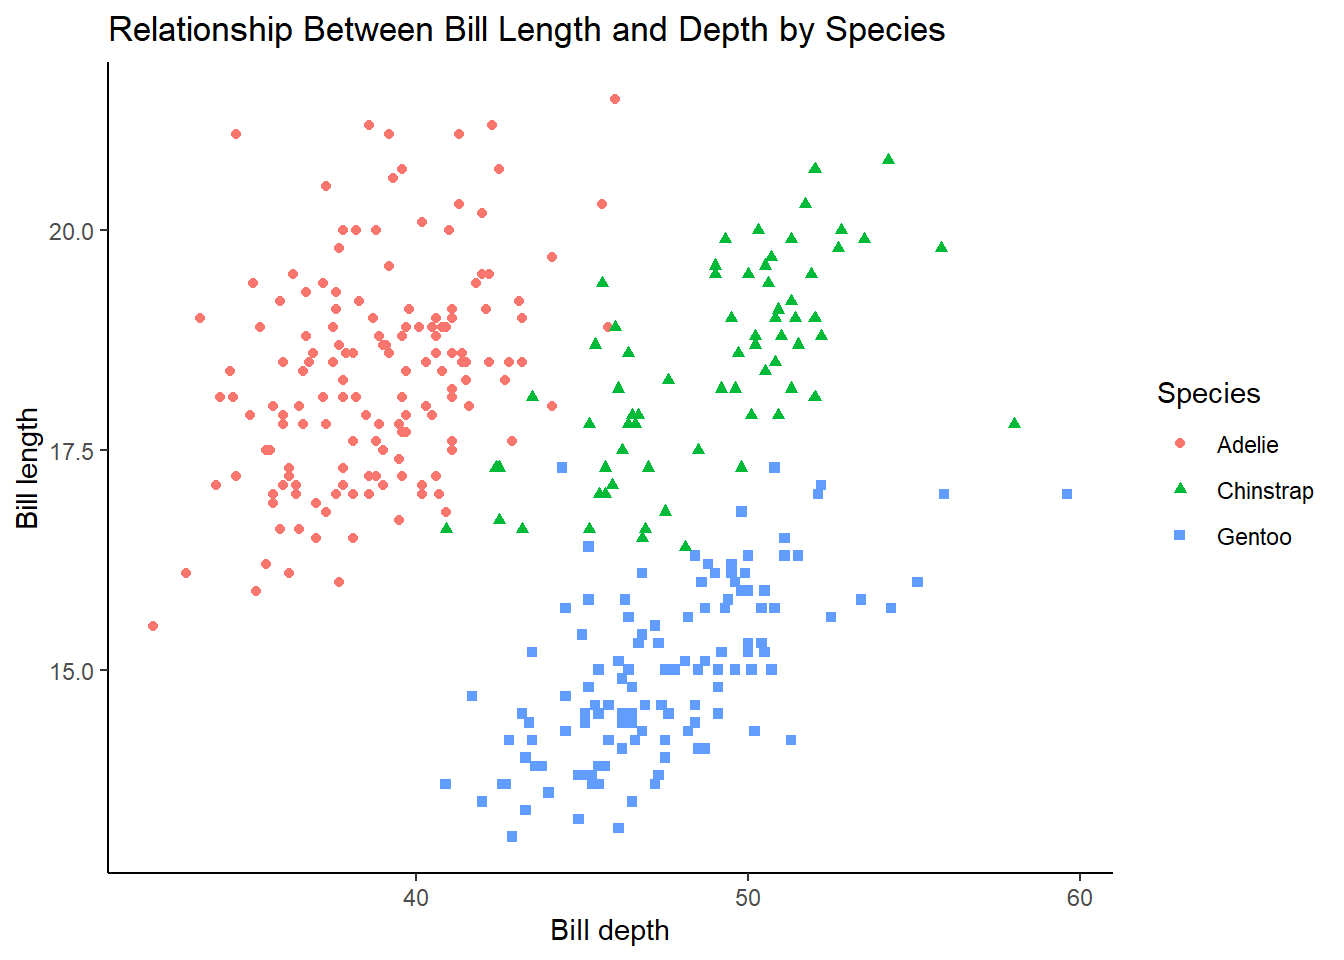 Relationship Between Bill Length and Depth by Species
20.0
17.5
15.0
Bill length
40
50
60
Bill depth
Species
Adelie
Chinstrap
Gentoo